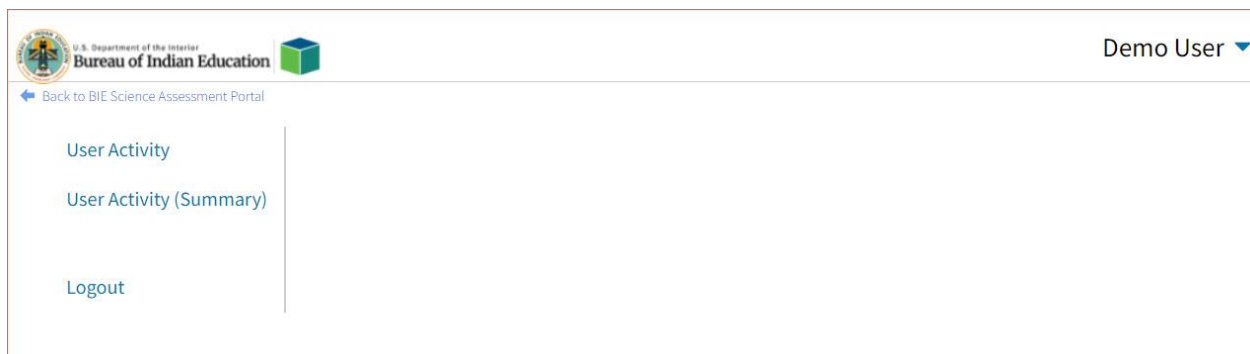 U.S. Department of the Interior
Bureau of Indian Education
Demo User
Back to BIE Science Assessment Portal
User Activity
User Activity (Summary)
Logout